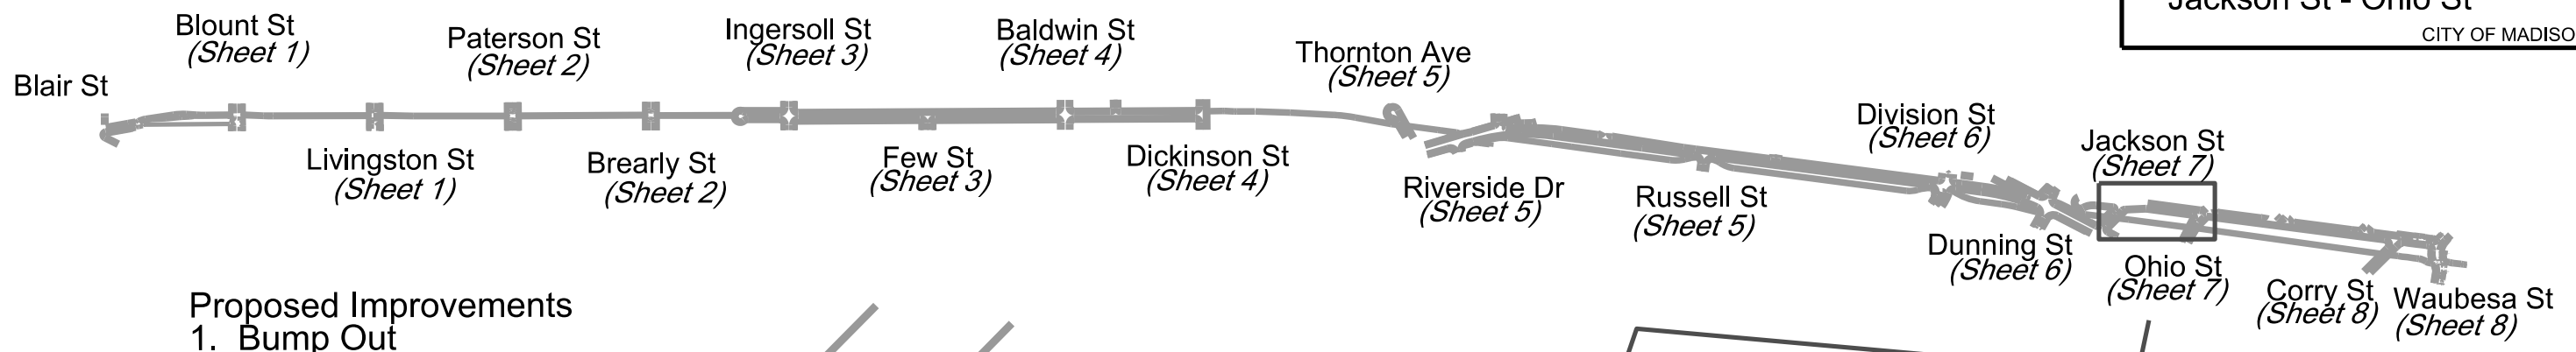 Jackson St - Ohio St
CITY OF MADISO
Blair St
Blount St
(Sheet 1)
Livingston St
(Sheet 1)
Paterson St
(Sheet 2)
Brearly St
(Sheet 2)
Ingersoll St
(Sheet 3)
Few St
(Sheet 3)
Baldwin St
(Sheet 4)
Dickinson St
(Sheet 4)
Thornton Ave
(Sheet 5)
Riverside Dr
(Sheet 5)
Russell St
(Sheet 5)
Division St
(Sheet 6)
Dunning St
(Sheet 6)
Jackson St
(Sheet 7)
Ohio St
(Sheet 7)
Corry St
(Sheet 8)
Waubesa St
(Sheet 8)
Proposed Improvements
1. Bump Out